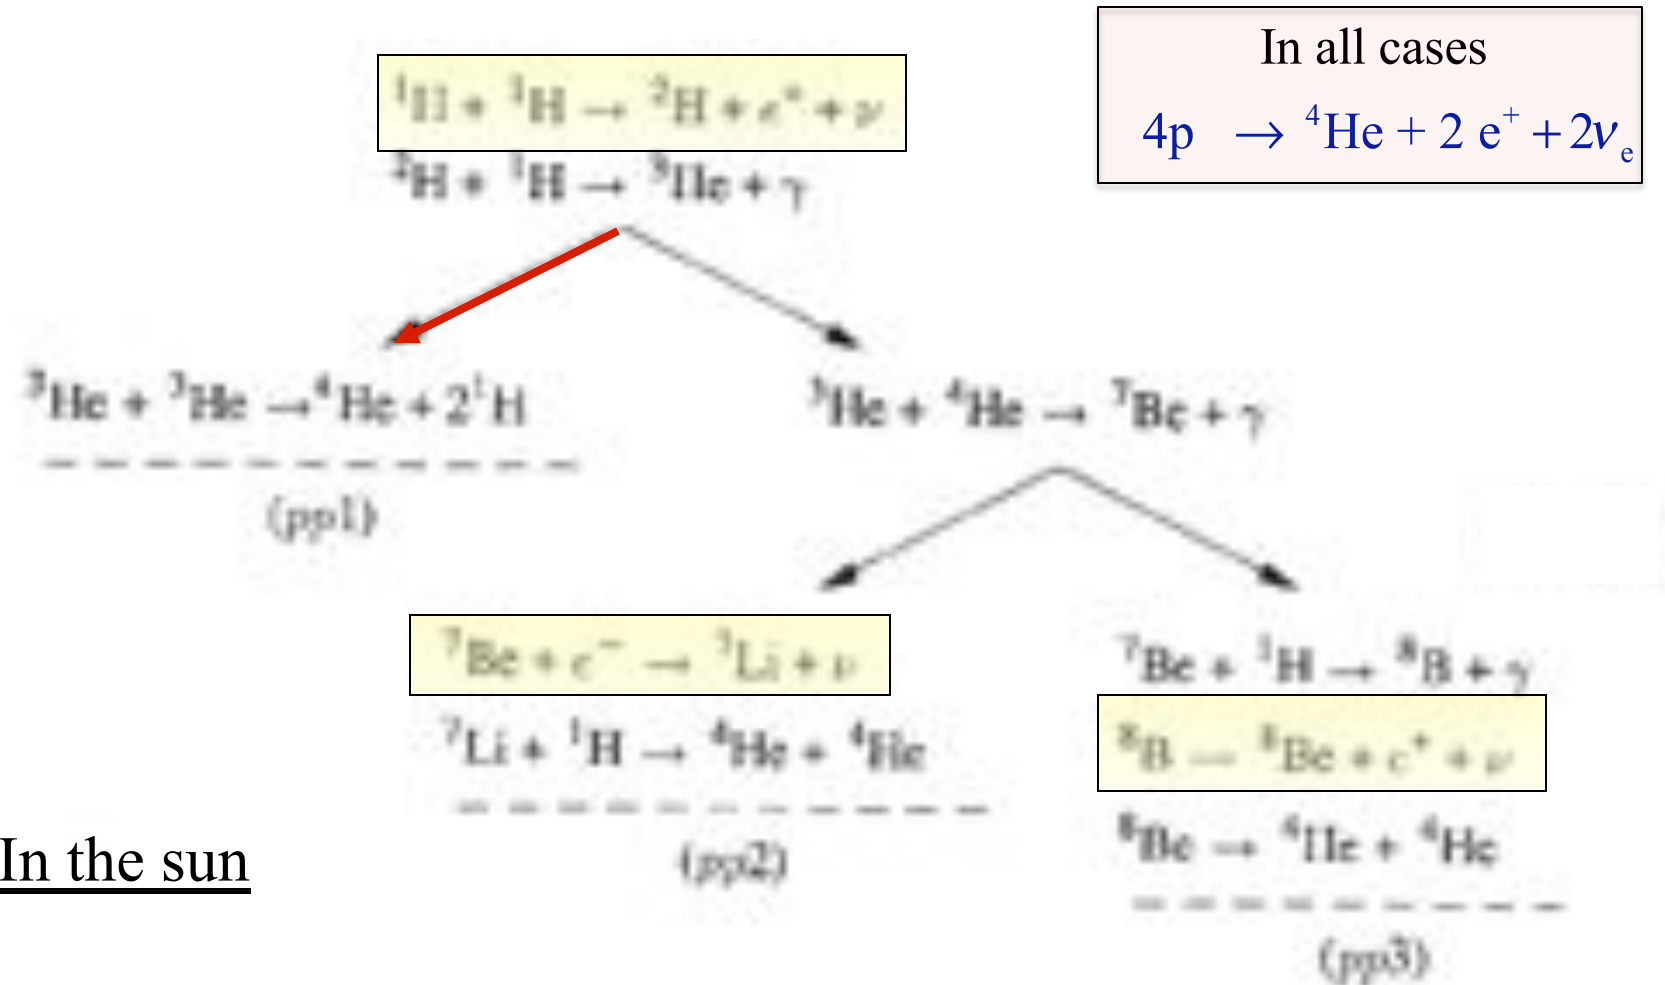 In all cases
4p → ⁴He + 2 e⁺ + 2νₑ
¹H + ¹H → ²H + e⁺ + ν
²H + ¹H → ³He + γ
³He + ³He → ⁴He + 2¹H
(pp1)
³He + ⁴He → ⁷Be + γ
⁷Be + e⁻ → ⁷Li + ν
⁷Li + ¹H → ⁴He + ⁴He
(pp2)
⁷Be + ¹H → ⁸B + γ
⁸B → ⁸Be + e⁺ + ν
⁸Be → ⁴He + ⁴He
(pp3)
In the sun